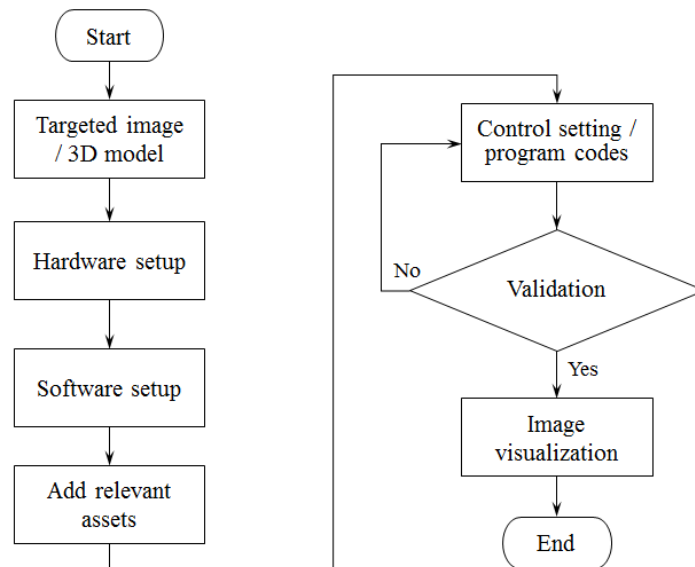 Start
Targeted image
/ 3D model
Hardware setup
Software setup
Add relevant
assets
Control setting /
program codes
No
Validation
Yes
Image
visualization
End